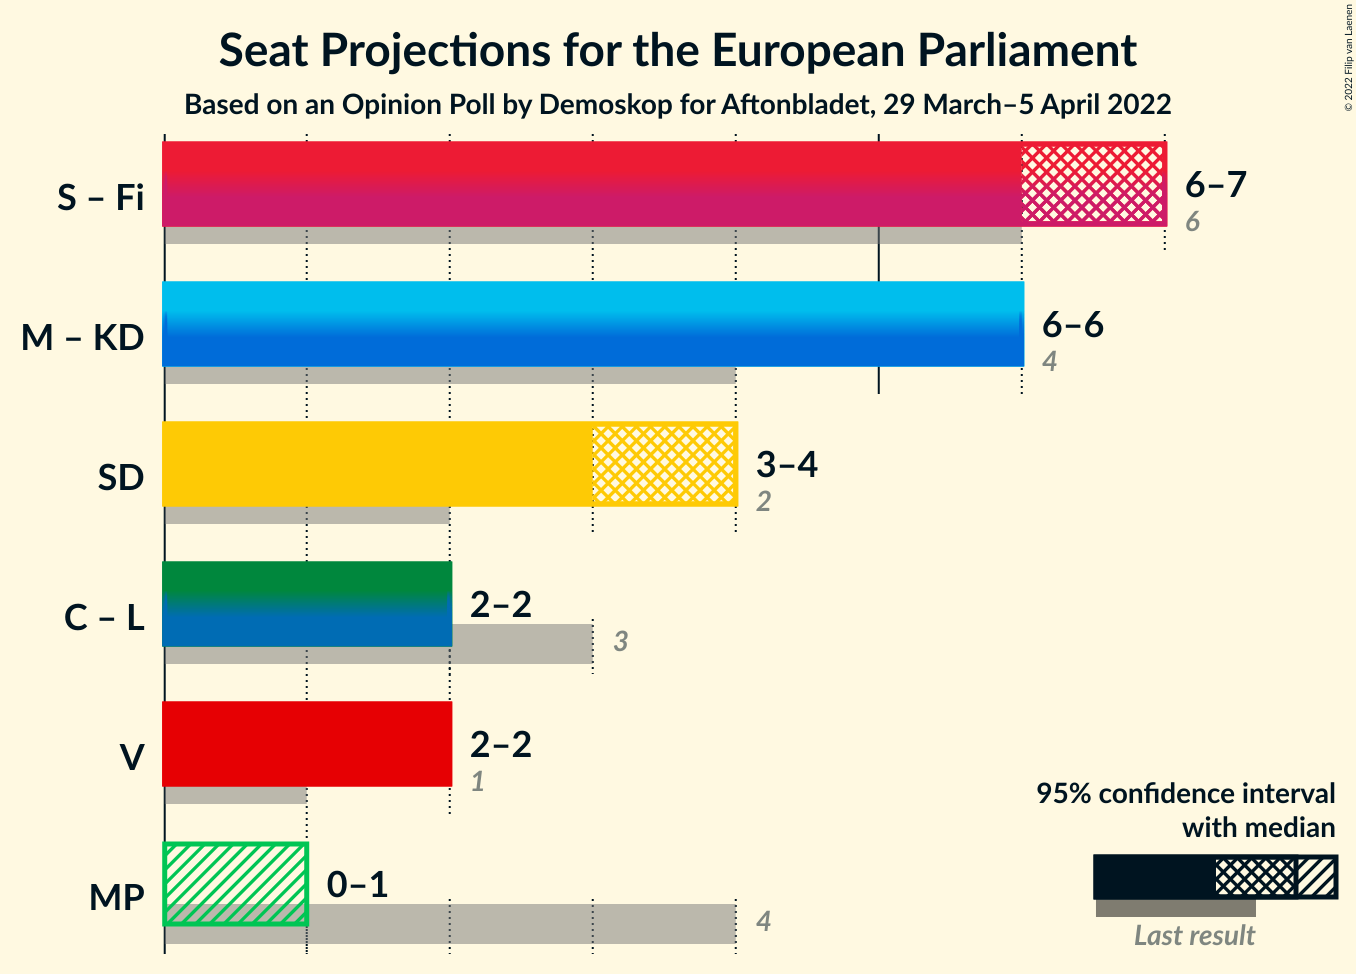 Seat Projections for the European Parliament
Based on an Opinion Poll by Demoskop for Aftonbladet, 29 March–5 April 2022
© 2022 Filip van Laenen
S – Fi
6–7
6
M – KD
6–6
4
SD
3–4
2
C – L
2–2
3
V
2–2
1
MP
0–1
4
95% confidence interval
with median
Last result